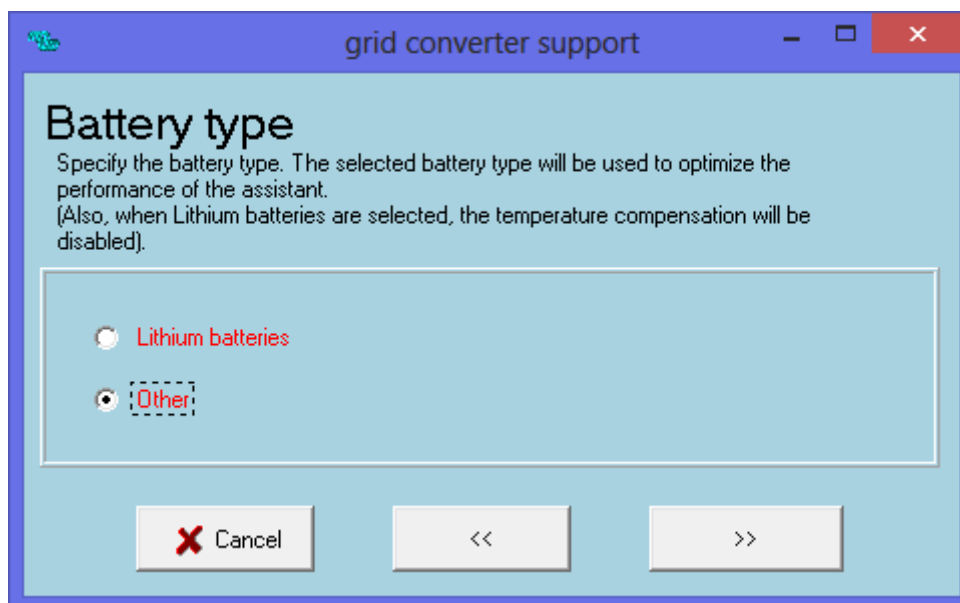 grid converter support
Battery type
Specify the battery type. The selected battery type will be used to optimize the
performance of the assistant.
(Also, when Lithium batteries are selected, the temperature compensation will be
disabled).
Lithium batteries
Other
Cancel
<<
>>